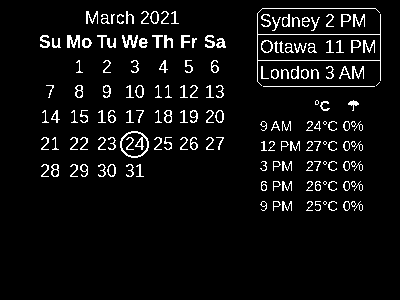 March 2021
Su Mo Tu We Th Fr Sa
1 2 3 4 5 6
7 8 9 10 11 12 13
14 15 16 17 18 19 20
21 22 23 24 25 26 27
28 29 30 31
Sydney 2 PM
Ottawa 11 PM
London 3 AM
°C ☂
9 AM 24°C 0%
12 PM 27°C 0%
3 PM 27°C 0%
6 PM 26°C 0%
9 PM 25°C 0%